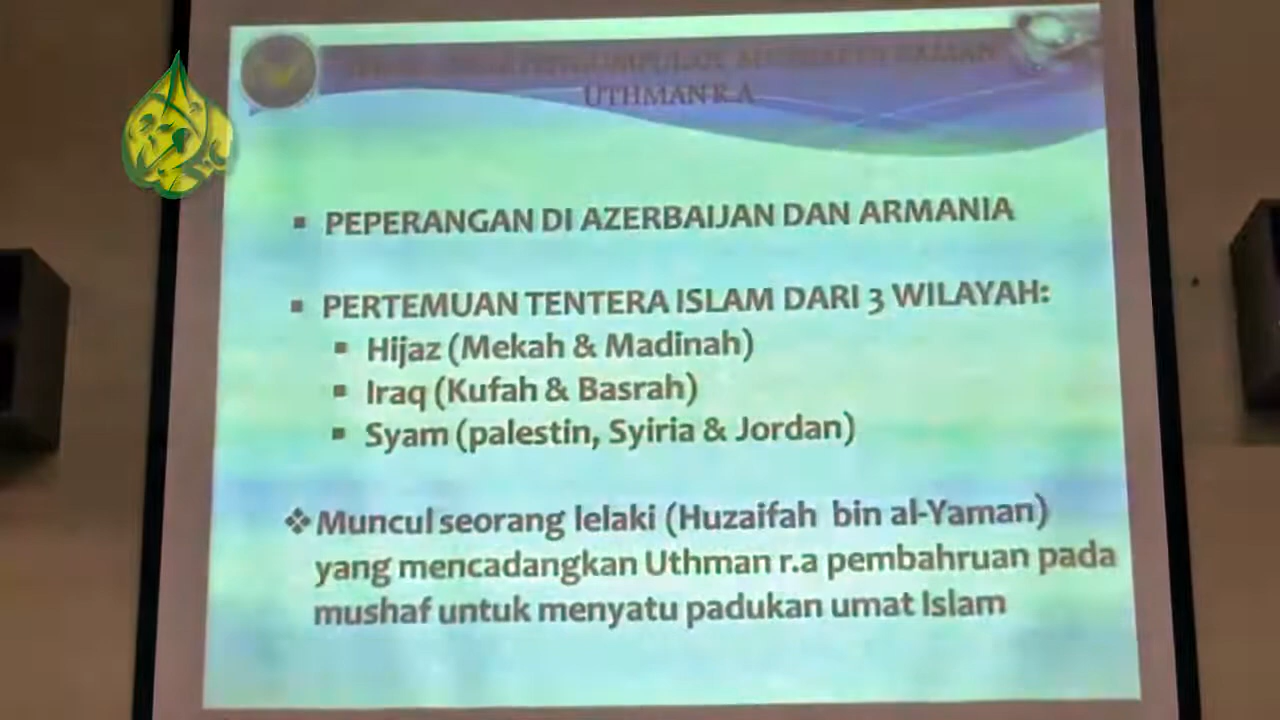 UTHMAN R.A
▪ PEPERANGAN DI AZERBAIJAN DAN ARMANIA
▪ PERTEMUAN TENTERA ISLAM DARI 3 WILAYAH:
▪ Hijaz (Mekah & Madinah)
▪ Iraq (Kufah & Basrah)
▪ Syam (palestin, Syiria & Jordan)
❖ Muncul seorang lelaki (Huzaifah bin al-Yaman)
yang mencadangkan Uthman r.a pembahruan pada
mushaf untuk menyatu padukan umat Islam